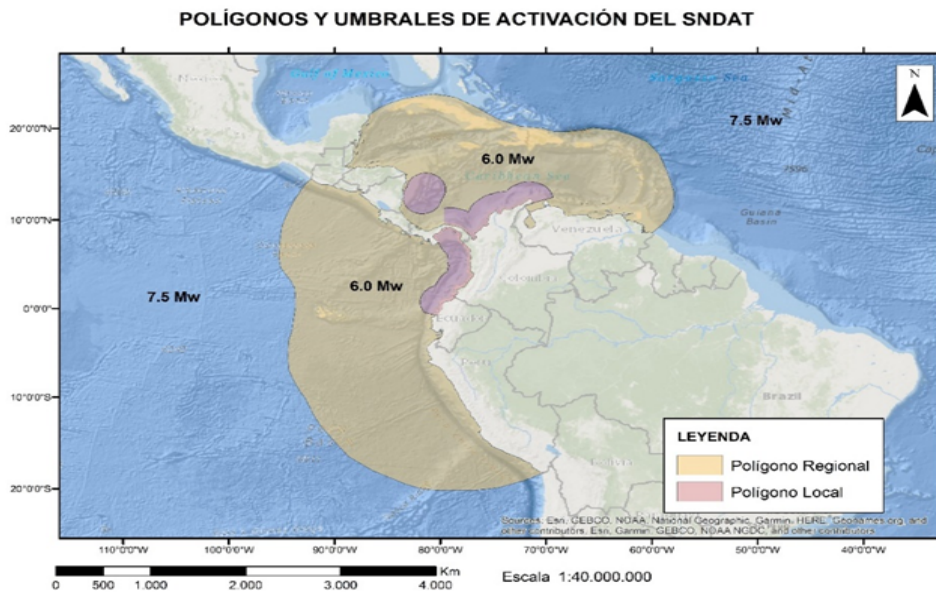 POLÍGONOS Y UMBRALES DE ACTIVACIÓN DEL SNDAT
Gulf of Mexico
N
20°0'0"N
7.5 Mw
6.0 Mw
Caribbean Sea
10°0'0"N
Guiana
Basin
Venezuela
Colombia
7.5 Mw
6.0 Mw
0°0'0"
Ecuador
Perú
10°0'0"S
Brazil
LEYENDA
Polígono Regional
Bolivia
Polígono Local
20°0'0"S
Sources: Esri, GEBCO, NOAA, National Geographic, Garmin, HERE, Geonames.org, and
other contributors, Esri, Garmin, GEBCO, NOAA NGDC, and other contributors
110°0'0"W
100°0'0"W
90°0'0"W
80°0'0"W
70°0'0"W
60°0'0"W
50°0'0"W
40°0'0"W
Km
0 500 1.000 2.000 3.000 4.000
Escala 1:40.000.000